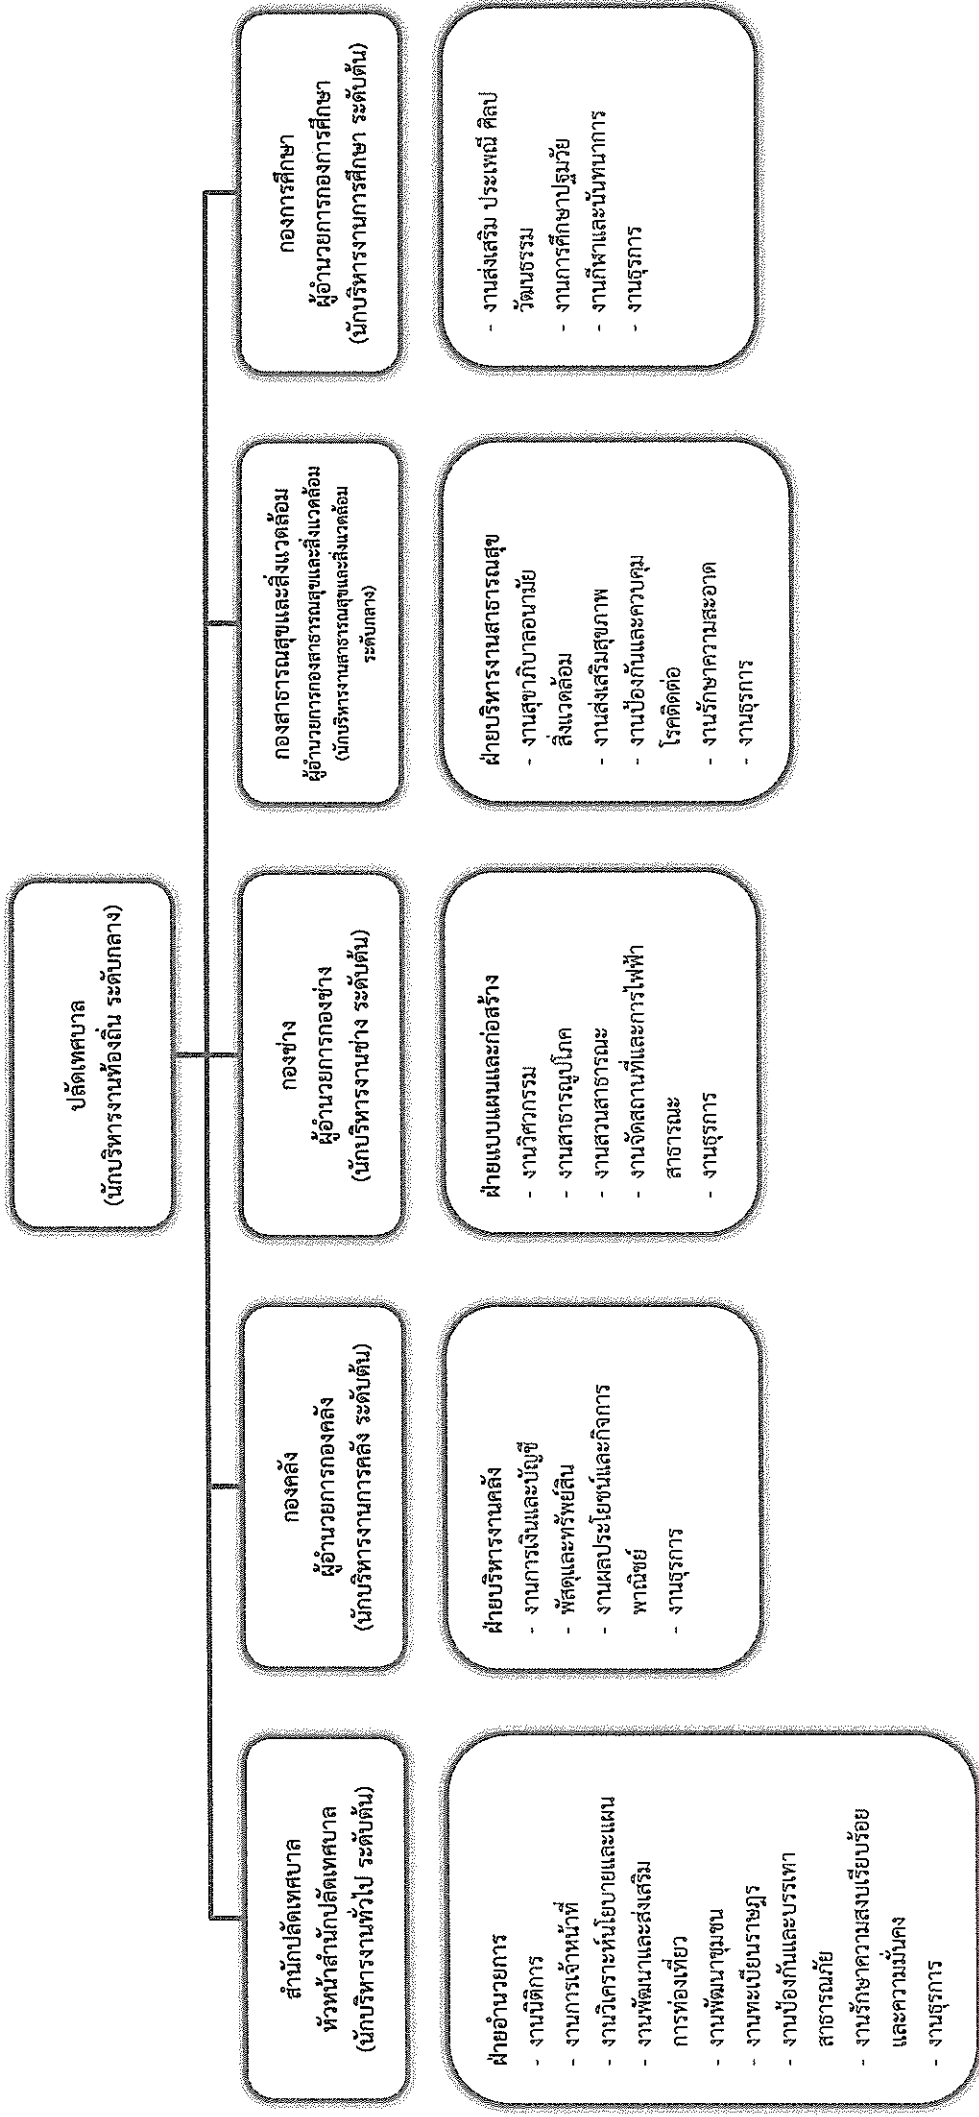 ปลัดเทศบาล
(นักบริหารงานท้องถิ่น ระดับกลาง)
สำนักปลัดเทศบาล
หัวหน้าสำนักปลัดเทศบาล
(นักบริหารงานทั่วไป ระดับต้น)
ฝ่ายอำนวยการ
- งานนิติการ
- งานการเจ้าหน้าที่
- งานวิเคราะห์นโยบายและแผน
- งานพัฒนาและส่งเสริม
การท่องเที่ยว
- งานพัฒนาชุมชน
- งานทะเบียนราษฎร
- งานป้องกันและบรรเทา
สาธารณภัย
- งานรักษาความสงบเรียบร้อย
และความมั่นคง
- งานธุรการ
กองคลัง
ผู้อำนวยการกองคลัง
(นักบริหารงานการคลัง ระดับต้น)
ฝ่ายบริหารงานคลัง
- งานการเงินและบัญชี
- พัสดุและทรัพย์สิน
- งานผลประโยชน์และกิจการ
พาณิชย์
- งานธุรการ
กองช่าง
ผู้อำนวยการกองช่าง
(นักบริหารงานช่าง ระดับต้น)
ฝ่ายแบบแผนและก่อสร้าง
- งานวิศวกรรม
- งานสาธารณูปโภค
- งานสวนสาธารณะ
- งานจัดสถานที่และการไฟฟ้า
สาธารณะ
- งานธุรการ
กองสาธารณสุขและสิ่งแวดล้อม
ผู้อำนวยการกองสาธารณสุขและสิ่งแวดล้อม
(นักบริหารงานสาธารณสุขและสิ่งแวดล้อม
ระดับกลาง)
ฝ่ายบริหารงานสาธารณสุข
- งานสุขาภิบาลอนามัย
สิ่งแวดล้อม
- งานส่งเสริมสุขภาพ
- งานป้องกันและควบคุม
โรคติดต่อ
- งานรักษาความสะอาด
- งานธุรการ
กองการศึกษา
ผู้อำนวยการกองการศึกษา
(นักบริหารงานการศึกษา ระดับต้น)
- งานส่งเสริม ประเพณี ศิลป
วัฒนธรรม
- งานการศึกษาปฐมวัย
- งานกีฬาและนันทนาการ
- งานธุรการ